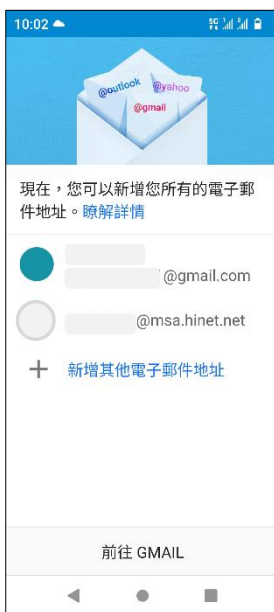 10:02
5G
@outlook @yahoo
@gmail
現在，您可以新增您所有的電子郵
件地址。瞭解詳情
@gmail.com
@msa.hinet.net
新增其他電子郵件地址
前往 GMAIL